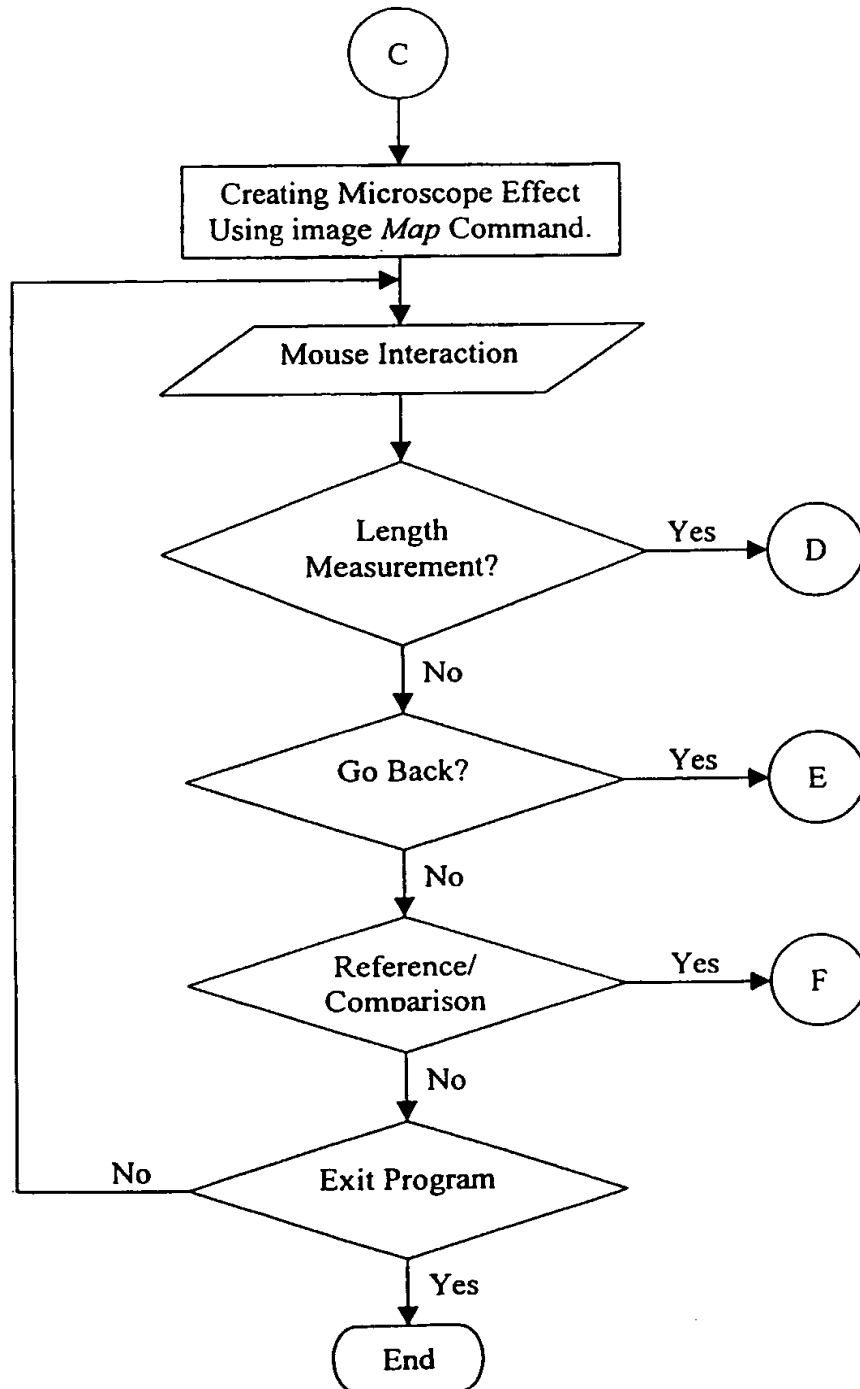 C
Creating Microscope Effect
Using image Map Command.
Mouse Interaction
Length
Measurement?
Yes
D
No
Go Back?
Yes
E
No
Reference/
Comparison
Yes
F
No
Exit Program
No
Yes
End